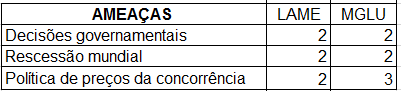 AMEAÇAS LAME MGLU
Decisões governamentais 2 2
Rescessão mundial 2 2
Política de preços da concorrência 2 3